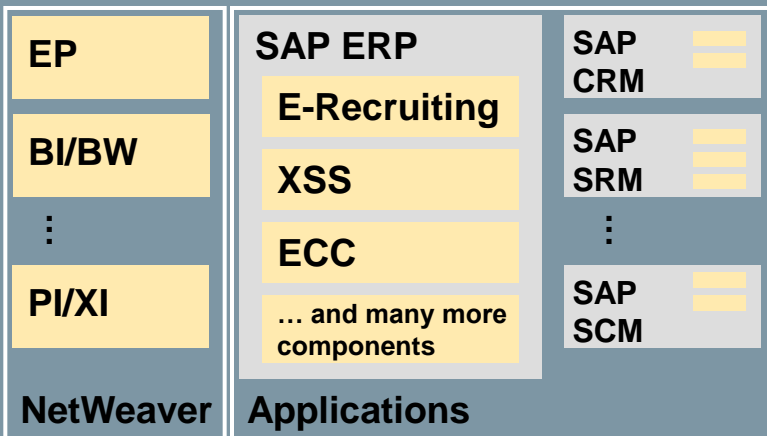 EP
BI/BW
⋮
PI/XI
NetWeaver
SAP ERP
E-Recruiting
XSS
ECC
… and many more
components
SAP
CRM
SAP
SRM
⋮
SAP
SCM
Applications